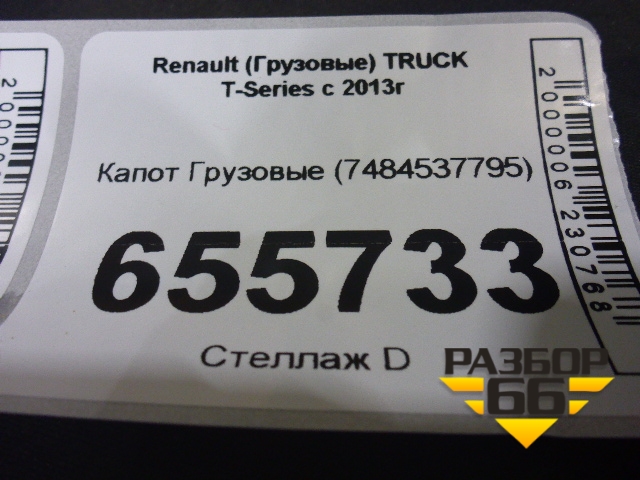 Renault (Грузовые) TRUCK
T-Series с 2013г
Капот Грузовые (7484537795)
655733
Стеллаж D
2000006230768
РАЗБОР
66